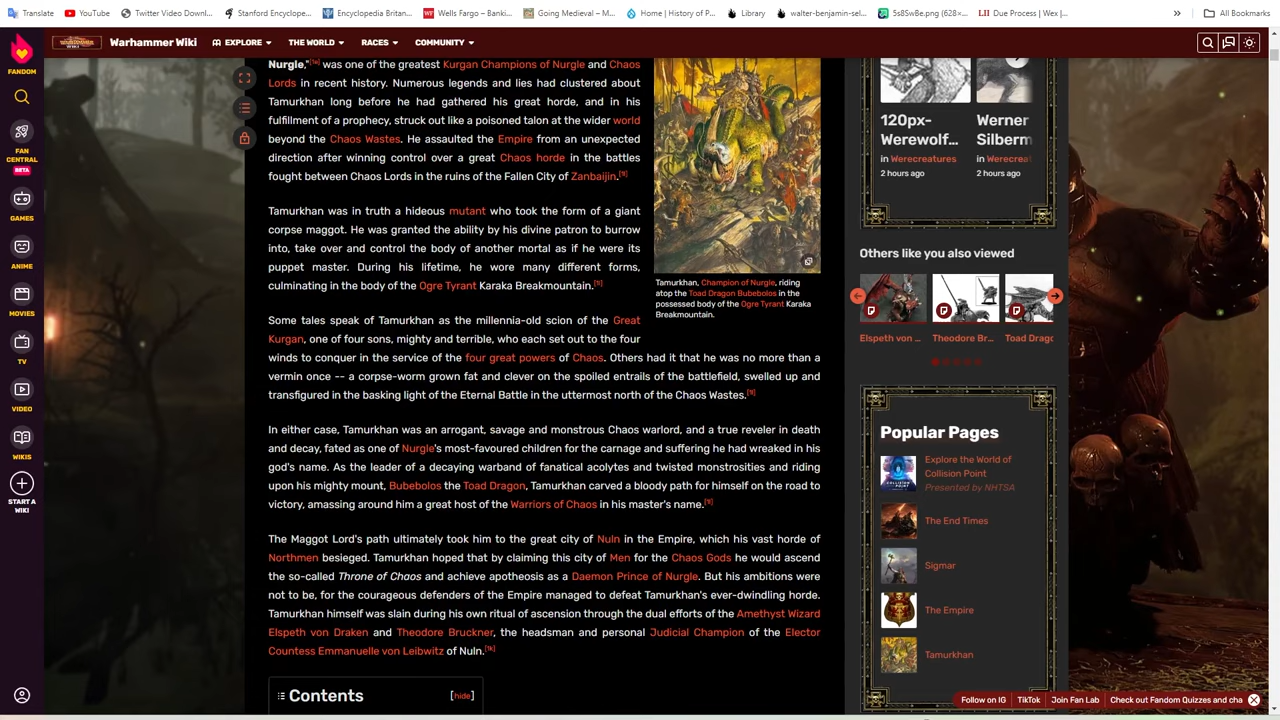 Translate
YouTube
Twitter Video Downl...
Stanford Encyclope...
Encyclopedia Britan...
Wells Fargo – Banki...
Going Medieval – M...
Home | History of P...
Library
walter-benjamin-sel...
5s8SwBe.png (628×...
LII Due Process | Wex |...
»
All Bookmarks
FANDOM
FAN CENTRAL
BETA
GAMES
ANIME
MOVIES
TV
VIDEO
WIKIS
START A WIKI
Warhammer Wiki
EXPLORE
THE WORLD
RACES
COMMUNITY
Nurgle,"[1a] was one of the greatest Kurgan Champions of Nurgle and Chaos
Lords in recent history. Numerous legends and lies had clustered about
Tamurkhan long before he had gathered his great horde, and in his
fulfillment of a prophecy, struck out like a poisoned talon at the wider world
beyond the Chaos Wastes. He assaulted the Empire from an unexpected
direction after winning control over a great Chaos horde in the battles
fought between Chaos Lords in the ruins of the Fallen City of Zanbaijin.[1l]
Tamurkhan was in truth a hideous mutant who took the form of a giant
corpse maggot. He was granted the ability by his divine patron to burrow
into, take over and control the body of another mortal as if he were its
puppet master. During his lifetime, he wore many different forms,
culminating in the body of the Ogre Tyrant Karaka Breakmountain.
Some tales speak of Tamurkhan as the millennia-old scion of the Great
Kurgan, one of four sons, mighty and terrible, who each set out to the four
winds to conquer in the service of the four great powers of Chaos. Others had it that he was no more than a
vermin once -- a corpse-worm grown fat and clever on the spoiled entrails of the battlefield, swelled up and
transfigured in the basking light of the Eternal Battle in the uttermost north of the Chaos Wastes.
In either case, Tamurkhan was an arrogant, savage and monstrous Chaos warlord, and a true reveler in death
and decay, fated as one of Nurgle's most-favoured children for the carnage and suffering he had wreaked in his
patron's name. As the leader of a decaying warband of fanatical acolytes and twisted monstrosities and riding
upon his mighty mount, Bubebolos the Toad Dragon, Tamurkhan carved a bloody path for himself on the road to
victory, amassing around him a great host of the Warriors of Chaos in his master's name.
The Maggot Lord's path ultimately took him to the great city of Nuln in the Empire, which his vast horde of
Northmen besieged. Tamurkhan hoped that by claiming this city of Men for the Chaos Gods he would ascend
the so-called Throne of Chaos and achieve apotheosis as a Daemon Prince of Nurgle. But his ambitions were
not to be, for the courageous defenders of the Empire managed to defeat Tamurkhan's ever-dwindling horde.
Tamurkhan himself was slain during his own ritual of ascension through the dual efforts of the Amethyst Wizard
Elspeth von Draken and Theodore Bruckner, the headsman and personal Judicial Champion of the Elector
Countess Emmanuelle von Leibwitz of Nuln.[1k]
Contents [hide]
Tamurkhan, Champion of Nurgle, riding
atop the Toad Dragon Bubebolos in the
possessed body of the Ogre Tyrant Karaka
Breakmountain.
120px-
Werewolf...
in Werecreatures
2 hours ago
Werner
Silberm
in Werecreat
2 hours ago
Others like you also viewed
Elspeth von ...
Theodore Br...
Toad Drago
Popular Pages
Explore the World of
Collision Point
Presented by NHTSA
The End Times
Sigmar
The Empire
Tamurkhan
Follow on IG
TikTok
Join Fan Lab
Check out Fandom Quizzes and cha